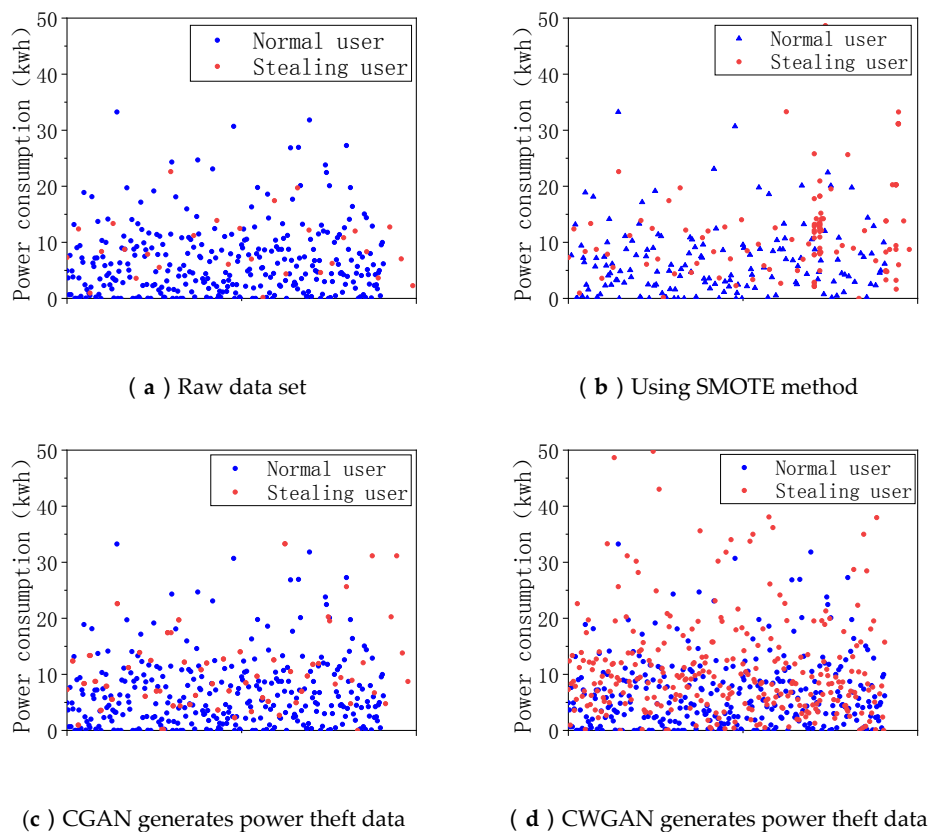 Power consumption (kwh)
50
40
30
20
10
0
Normal user
Stealing user
(a) Raw data set
Power consumption (kwh)
50
40
30
20
10
0
Normal user
Stealing user
(b) Using SMOTE method
Power consumption (kwh)
50
40
30
20
10
0
Normal user
Stealing user
(c) CGAN generates power theft data
Power consumption (kwh)
50
40
30
20
10
0
Normal user
Stealing user
(d) CWGAN generates power theft data